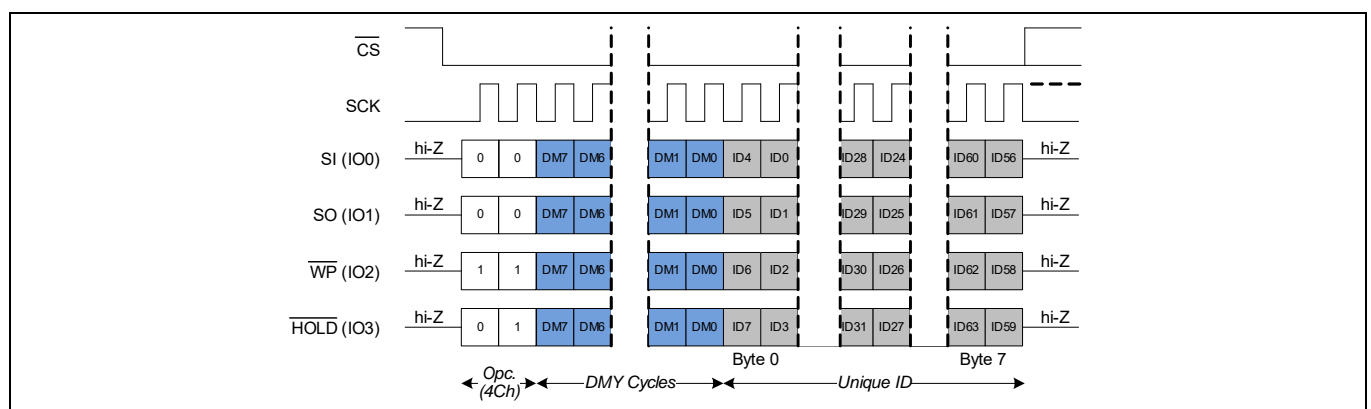 CS
SCK
SI (IO0) hi-Z 0 0 DM7 DM6 DM1 DM0 ID4 ID0 ID28 ID24 ID60 ID56 hi-Z
SO (IO1) hi-Z 0 0 DM7 DM6 DM1 DM0 ID5 ID1 ID29 ID25 ID61 ID57 hi-Z
WP (IO2) hi-Z 1 1 DM7 DM6 DM1 DM0 ID6 ID2 ID30 ID26 ID62 ID58 hi-Z
HOLD (IO3) hi-Z 0 1 DM7 DM6 DM1 DM0 ID7 ID3 ID31 ID27 ID63 ID59 hi-Z
Byte 0 Byte 7
Opc. (4Ch) DMY Cycles Unique ID